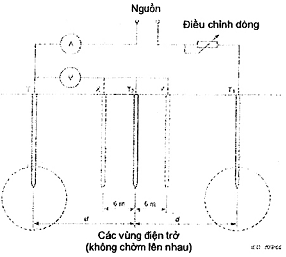 Nguồn
Điều chỉnh dòng
A
V
T
X
T₂
Y
T₁
6 m
6 m
d
d
Các vùng điện trở
(không chờm lên nhau)